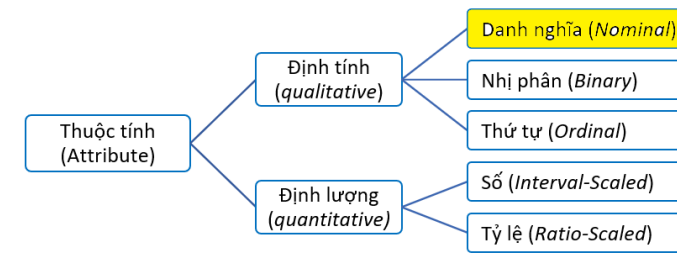 Thuộc tính
(Attribute)
Định tính
(qualitative)
Danh nghĩa (Nominal)
Nhị phân (Binary)
Thứ tự (Ordinal)
Định lượng
(quantitative)
Số (Interval-Scaled)
Tỷ lệ (Ratio-Scaled)